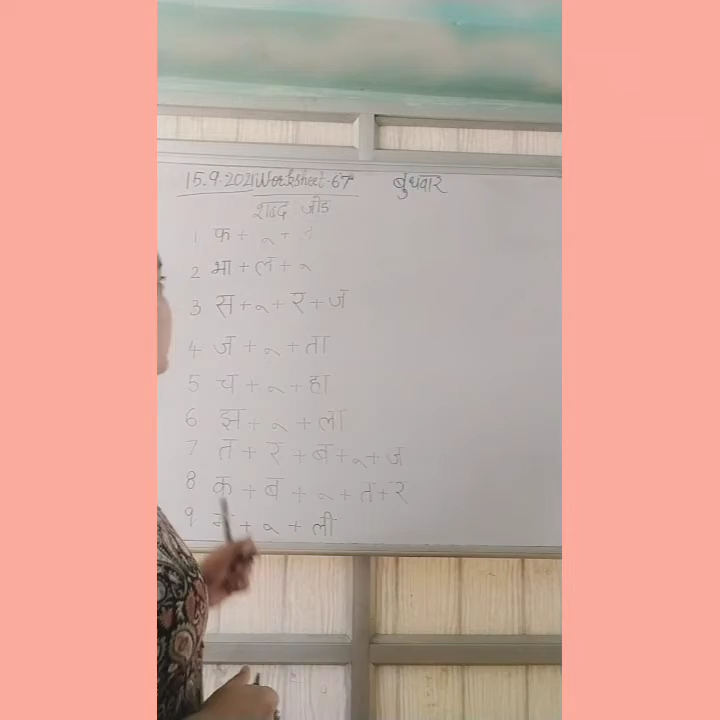 15.9.2021 Worksheet-67 बुधवार
शब्द जोड
1 फ + ू +
2 भा + ल + ू
3 स + ू + र + ज
4 ज + ू + ता
5 च + ू + हा
6 झ + ू + ला
7 त + र + ब + ू + ज
8 क + ब + ू + त + र
9 + ू + ली